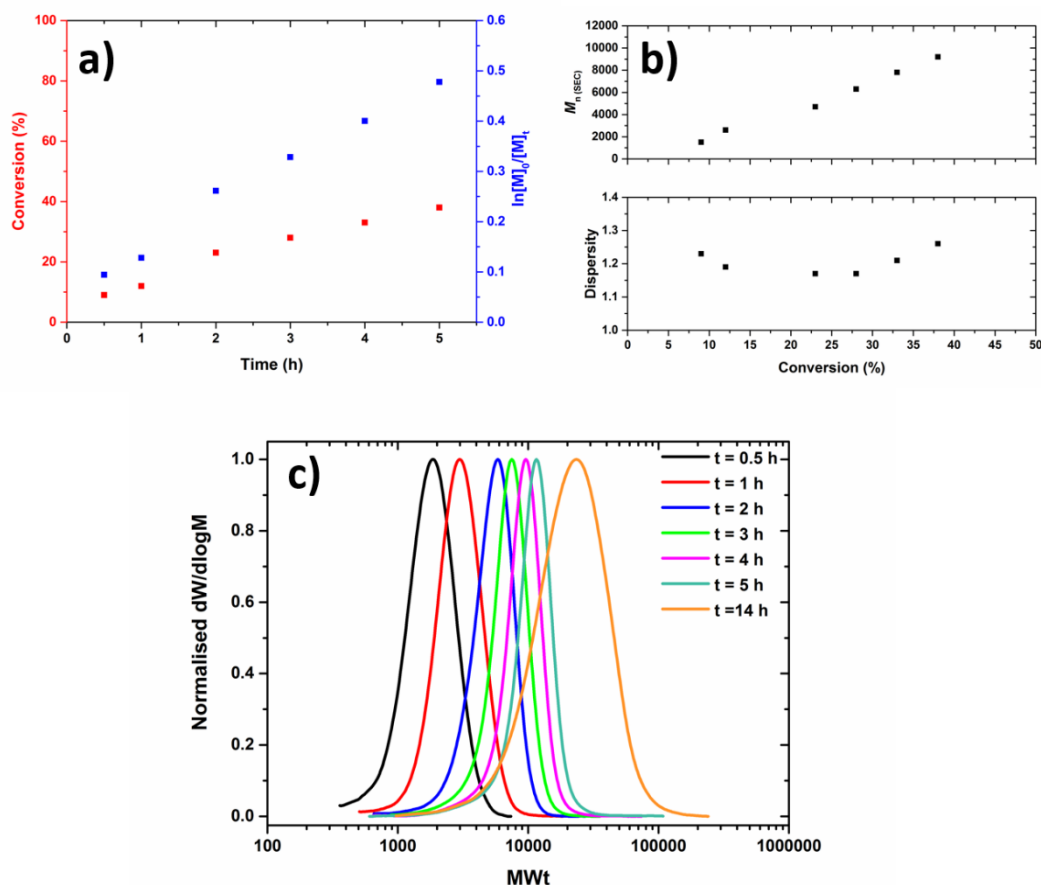 a)
100
80
60
40
20
0
Conversion (%)
0.6
0.5
0.4
0.3
0.2
0.1
0.0
ln[M]0/[M]t
0 1 2 3 4 5
Time (h)
b)
12000
10000
8000
6000
4000
2000
0
Mn (SEC)
1.4
1.3
1.2
1.1
1.0
Dispersity
0 5 10 15 20 25 30 35 40 45 50
Conversion (%)
c)
1.0
0.8
0.6
0.4
0.2
0.0
Normalised dW/dlogM
t = 0.5 h
t = 1 h
t = 2 h
t = 3 h
t = 4 h
t = 5 h
t =14 h
100 1000 10000 100000 1000000
MWt